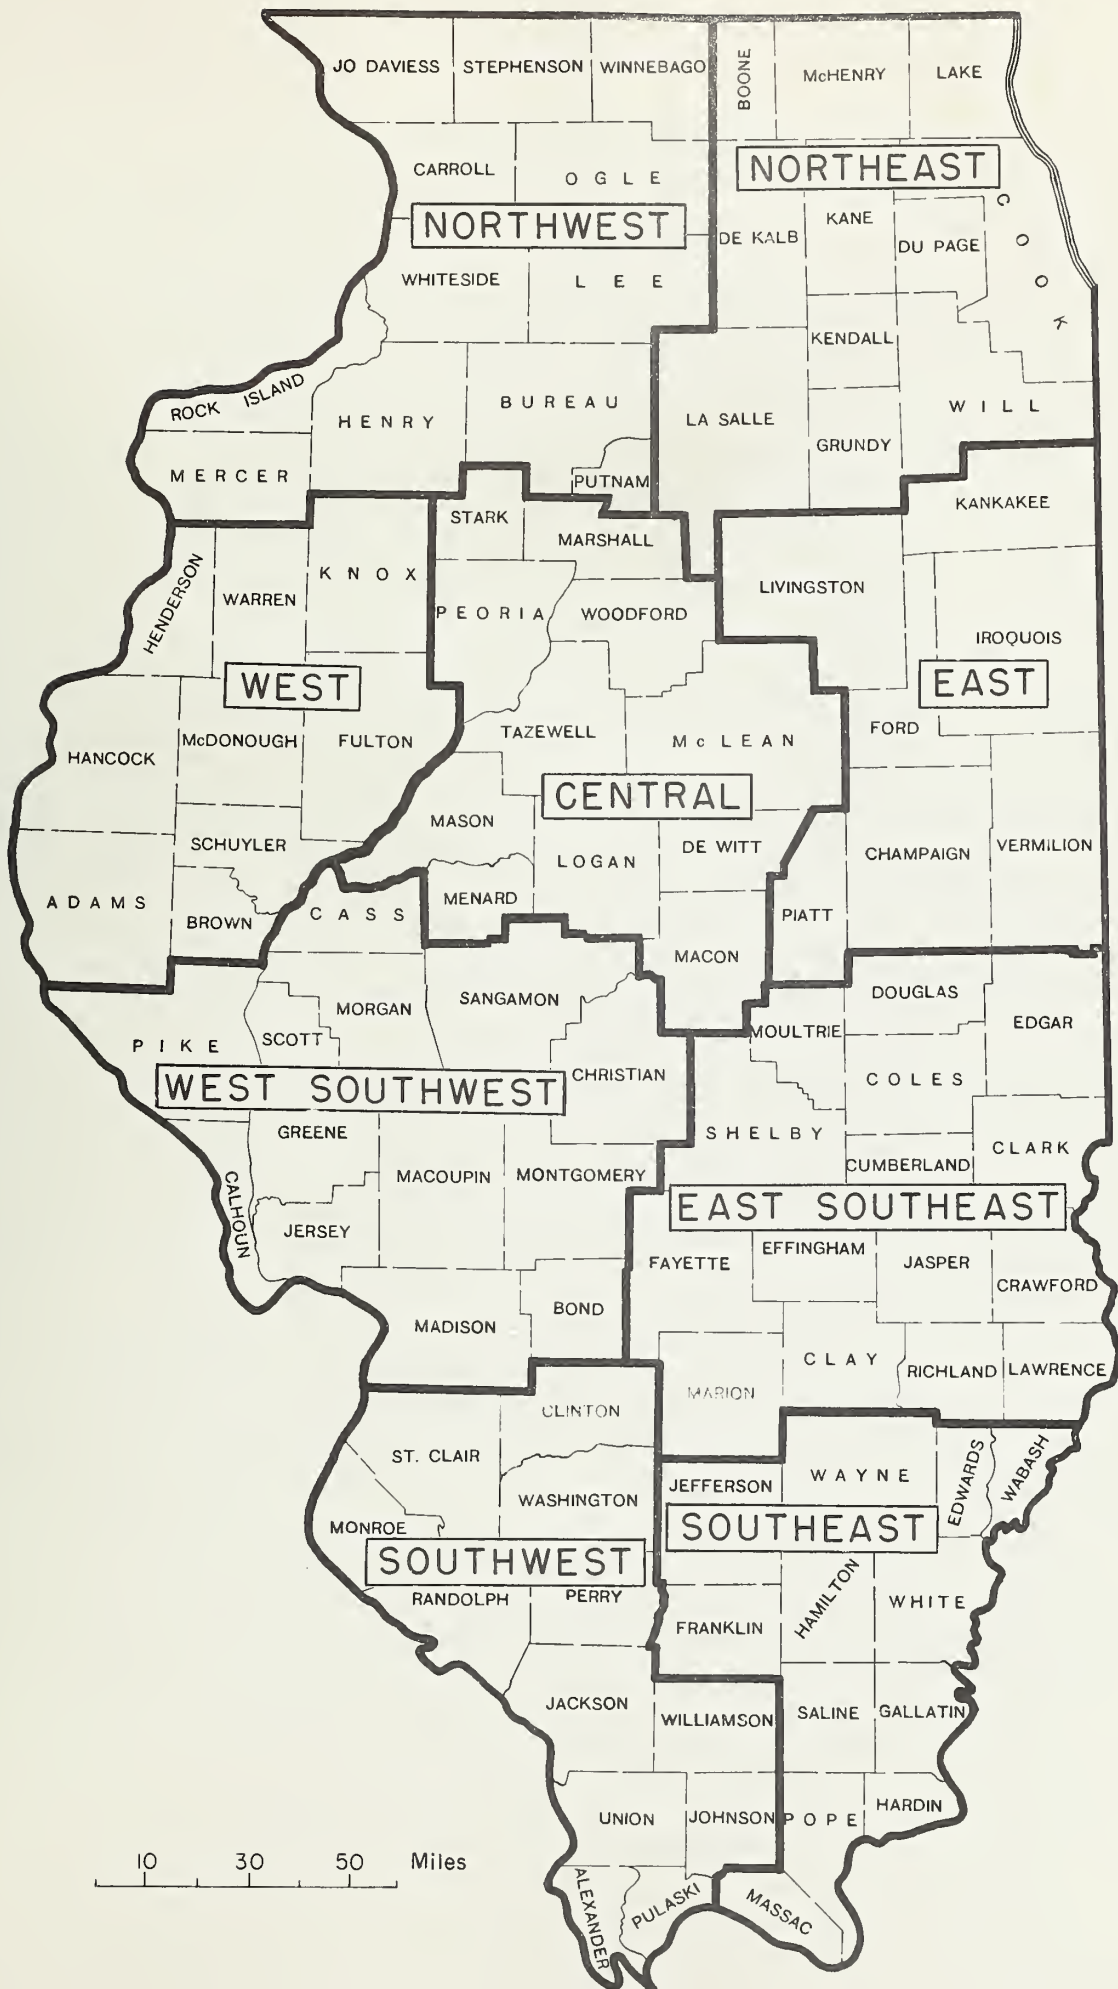 JO DAVIESS
STEPHENSON
WINNEBAGO
BOONE
McHENRY
LAKE
CARROLL
OGLE
NORTHEAST
NORTHWEST
DE KALB
KANE
DU PAGE
COOK
WHITESIDE
LEE
KENDALL
ROCK ISLAND
HENRY
BUREAU
LA SALLE
GRUNDY
WILL
MERCER
PUTNAM
STARK
MARSHALL
KANKAKEE
HENDERSON
WARREN
KNOX
PEORIA
WOODFORD
LIVINGSTON
IROQUOIS
WEST
EAST
HANCOCK
McDONOUGH
FULTON
TAZEWELL
McLEAN
FORD
CENTRAL
MASON
SCHUYLER
LOGAN
DE WITT
CHAMPAIGN
VERMILION
ADAMS
BROWN
CASS
MENARD
PIATT
MACON
SANGAMON
MORGAN
SCOTT
DOUGLAS
EDGAR
MOULTRIE
PIKE
CHRISTIAN
COLES
WEST SOUTHWEST
GREENE
SHELBY
CUMBERLAND
CLARK
CALHOUN
MACOUPIN
MONTGOMERY
EAST SOUTHEAST
JERSEY
FAYETTE
EFFINGHAM
JASPER
CRAWFORD
MADISON
BOND
CLAY
RICHLAND
LAWRENCE
MARION
CLINTON
ST. CLAIR
WASHINGTON
JEFFERSON
WAYNE
EDWARDS
WABASH
MONROE
SOUTHEAST
SOUTHWEST
RANDOLPH
PERRY
FRANKLIN
HAMILTON
WHITE
JACKSON
WILLIAMSON
SALINE
GALLATIN
UNION
JOHNSON
POPE
HARDIN
ALEXANDER
PULASKI
MASSAC
10 30 50 Miles